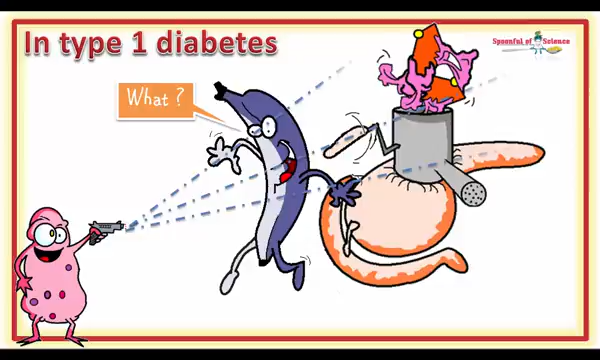 In type 1 diabetes
Spoonful of Science
What ?